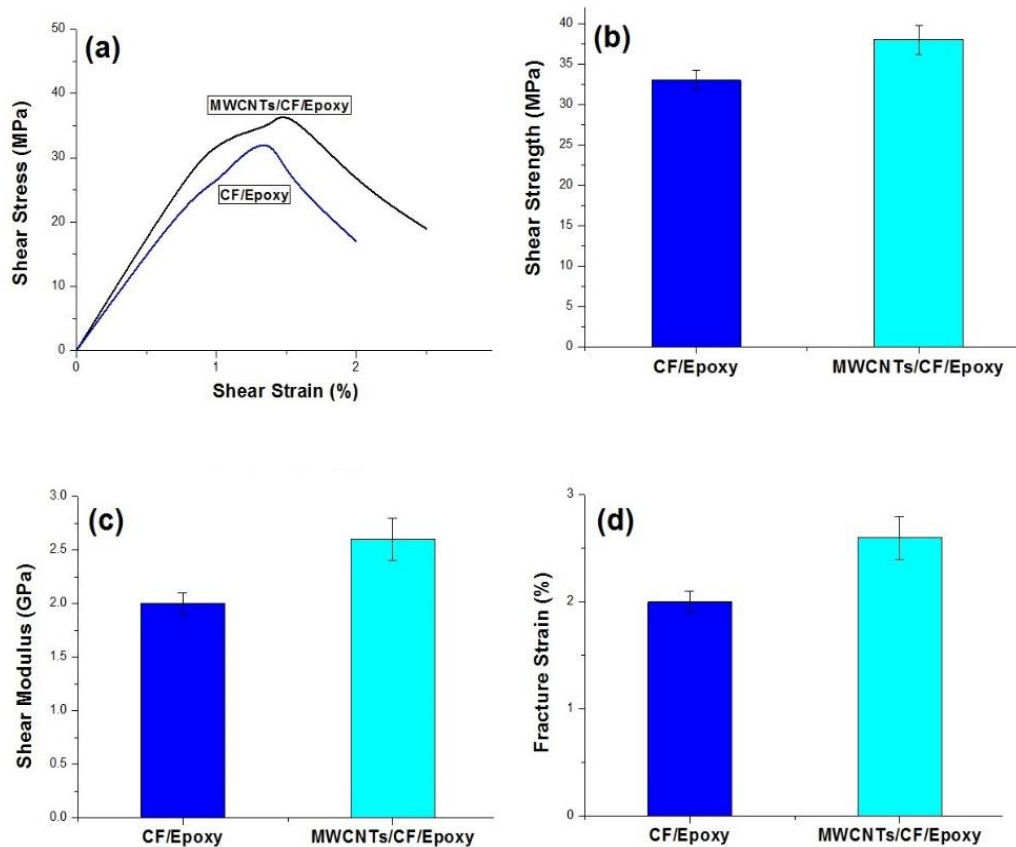 (a)
Shear Stress (MPa)
50
40
30
20
10
0
MWCNTs/CF/Epoxy
CF/Epoxy
0 1 2
Shear Strain (%)
(b)
Shear Strength (MPa)
40
35
30
25
20
15
10
5
0
CF/Epoxy MWCNTs/CF/Epoxy
(c)
Shear Modulus (GPa)
3.0
2.5
2.0
1.5
1.0
0.5
0.0
CF/Epoxy MWCNTs/CF/Epoxy
(d)
Fracture Strain (%)
3
2
1
0
CF/Epoxy MWCNTs/CF/Epoxy